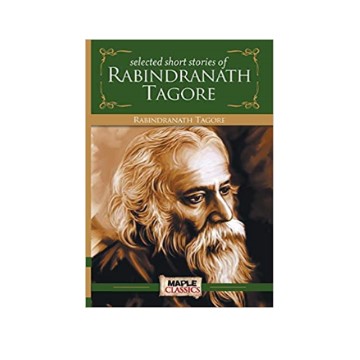 selected short stories of
RABINDRANATH
TAGORE
RABINDRANATH TAGORE
MAPLE
CLASSICS